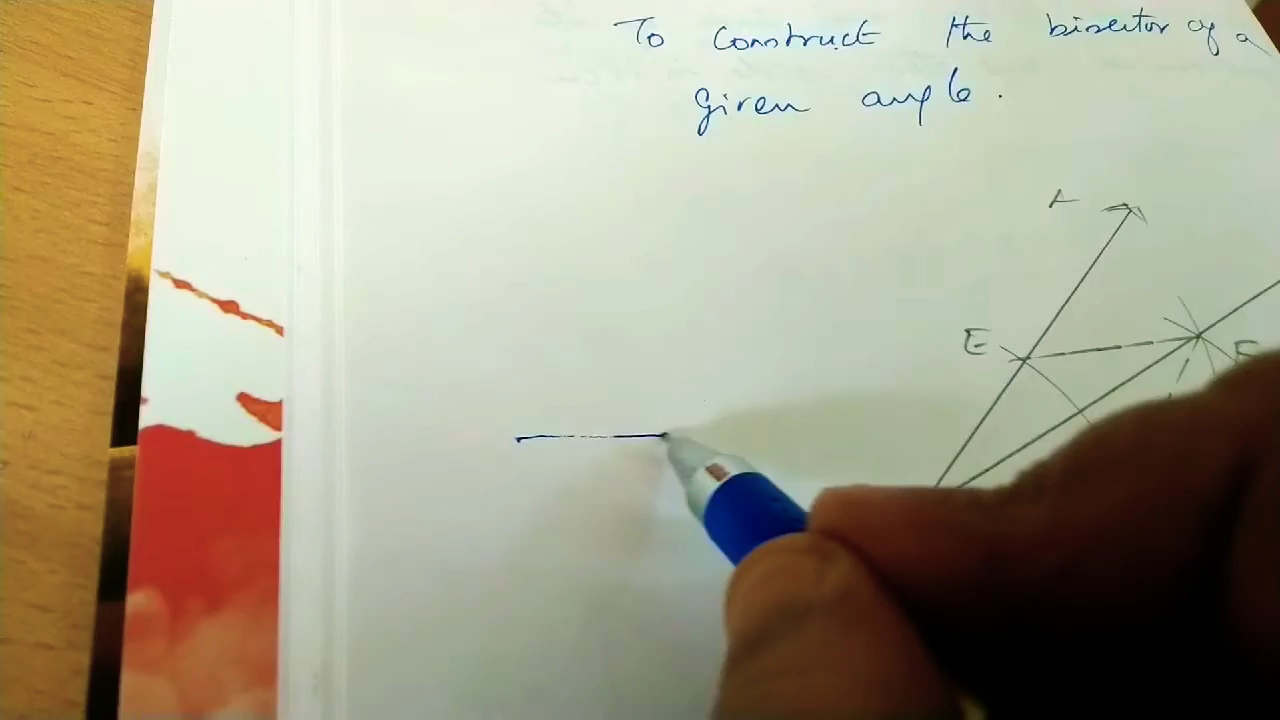 To construct the bisector of a
given angle.
E
F